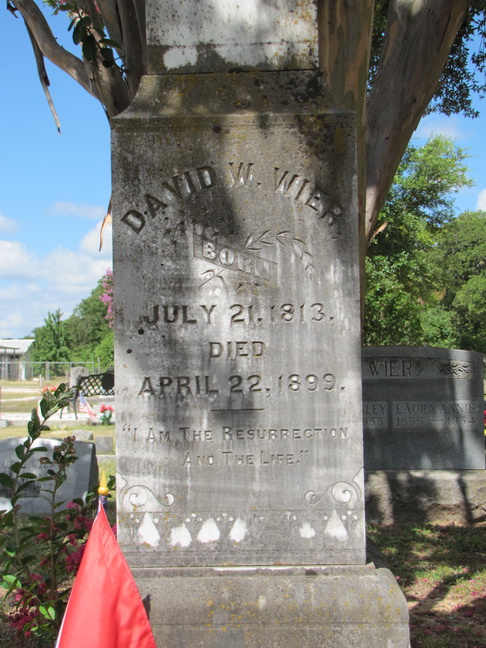 DAVID W. WIER
BORN
JULY 21. 1813.
DIED
APRIL 22, 1899.
"I AM THE RESURRECTION
AND THE LIFE."
WIER
LAURA ANNIE